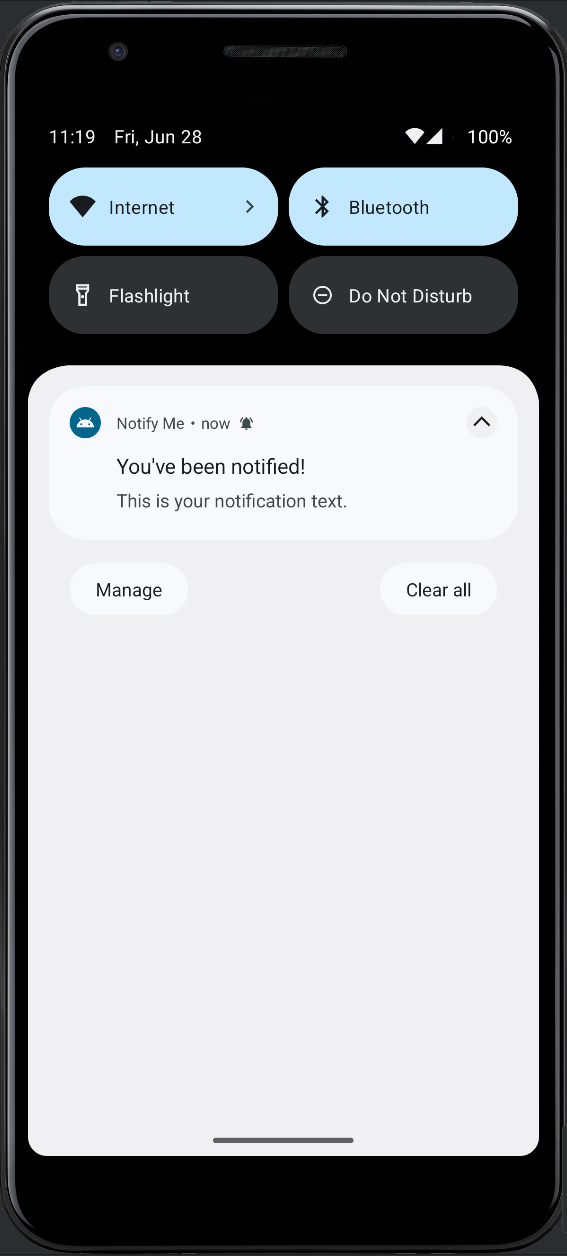 11:19 Fri, Jun 28 100%
Internet Bluetooth
Flashlight Do Not Disturb
Notify Me • now
You've been notified!
This is your notification text.
Manage Clear all